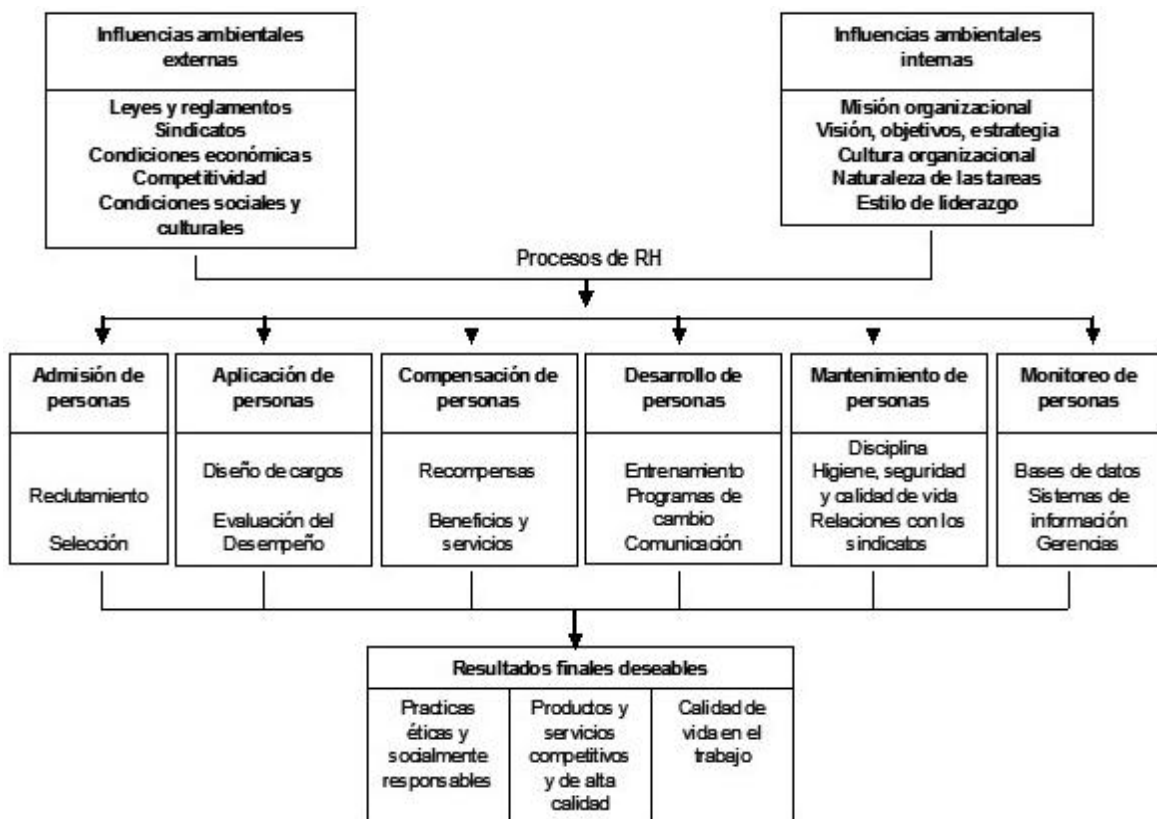 Influencias ambientales
externas
Leyes y reglamentos
Sindicatos
Condiciones económicas
Competitividad
Condiciones sociales y
culturales
Influencias ambientales
internas
Misión organizacional
Visión, objetivos, estrategia
Cultura organizacional
Naturaleza de las tareas
Estilo de liderazgo
Procesos de RH
Admisión de
personas
Reclutamiento
Selección
Aplicación de
personas
Diseño de cargos
Evaluación del
Desempeño
Compensación de
personas
Recompensas
Beneficios y
servicios
Desarrollo de
personas
Entrenamiento
Programas de
cambio
Comunicación
Mantenimiento de
personas
Disciplina
Higiene, seguridad
y calidad de vida
Relaciones con los
sindicatos
Monitoreo de
personas
Bases de datos
Sistemas de
información
Gerencias
Resultados finales deseables
Practicas
éticas y
socialmente
responsables
Productos y
servicios
competitivos
y de alta
calidad
Calidad de
vida en el
trabajo